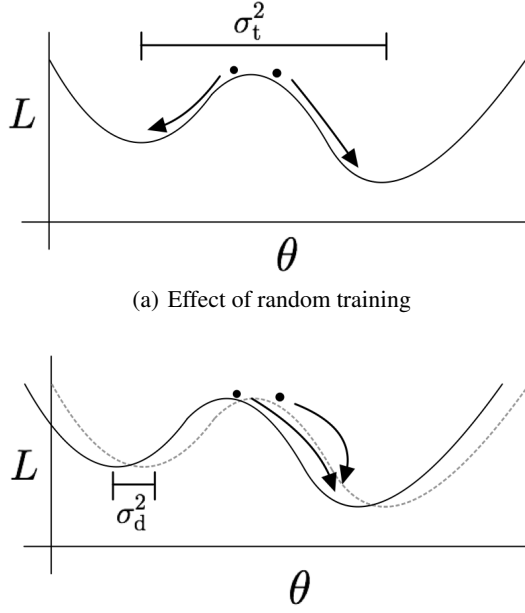 σ_t^2
L
θ
(a) Effect of random training
L
σ_d^2
θ